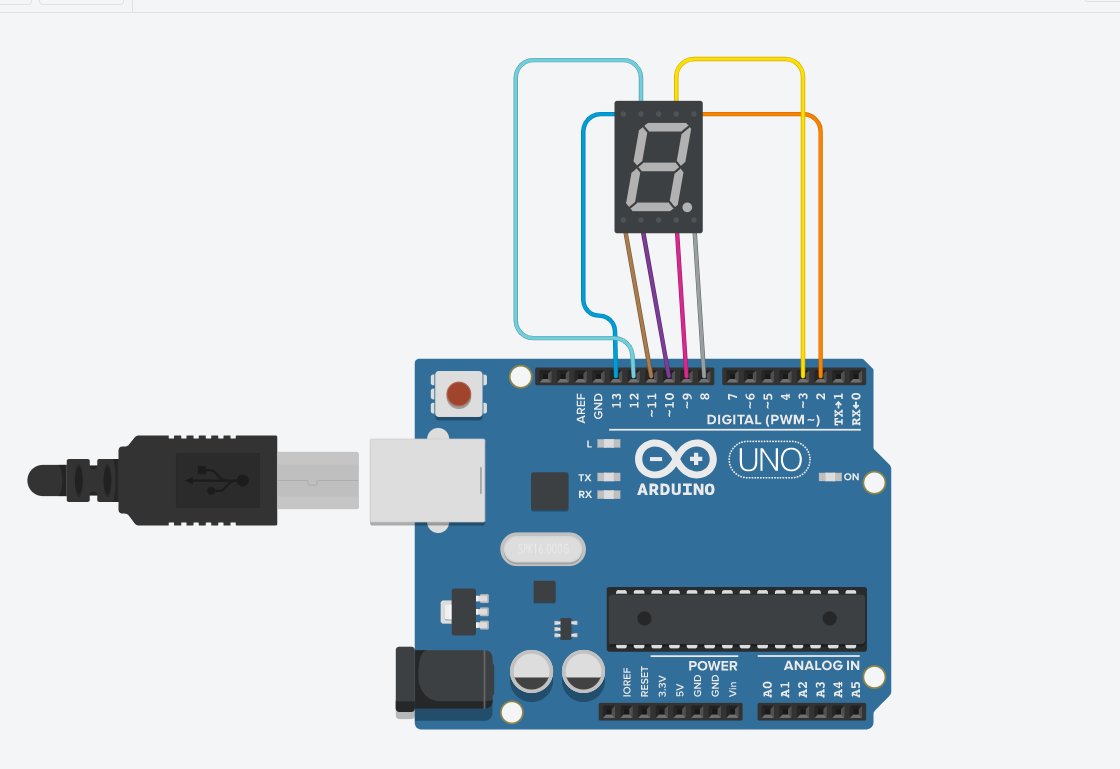 AREF
GND
13
12
~11
~10
~9
8
7
~6
~5
4
~3
2
TX→1
RX←0
DIGITAL (PWM ~)
L
TX
RX
UNO
ON
ARDUINO
SPK16.000G
POWER
ANALOG IN
IOREF
RESET
3.3V
5V
GND
GND
Vin
A0
A1
A2
A3
A4
A5